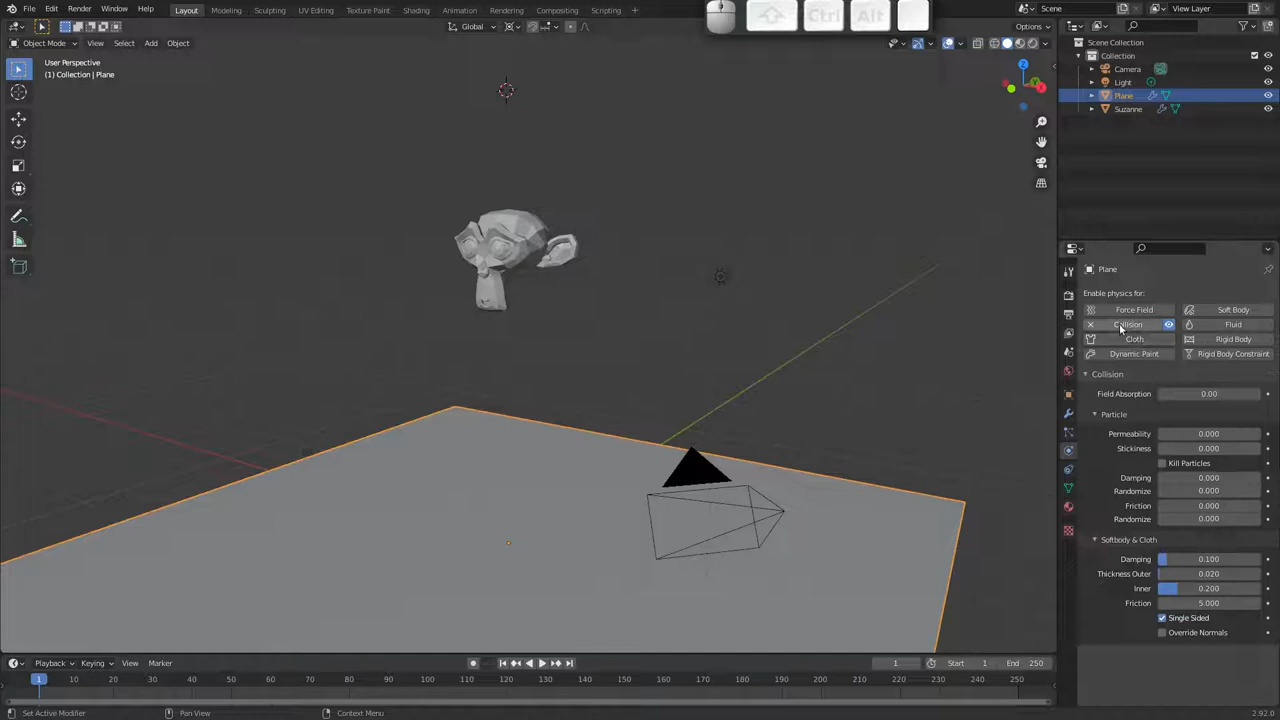 File Edit Render Window Help Layout Modeling Sculpting UV Editing Texture Paint Shading Animation Rendering Compositing Scripting + Scene View Layer
Ctrl Alt
Global Options
Object Mode View Select Add Object
User Perspective
(1) Collection | Plane
Z
Scene Collection
Collection
Camera
Light
Plane
Suzanne
Plane
Enable physics for:
Force Field Soft Body
Collision Fluid
Cloth Rigid Body
Dynamic Paint Rigid Body Constraint
Collision
Field Absorption 0.00
Particle
Permeability 0.000
Stickiness 0.000
Kill Particles
Damping 0.000
Randomize 0.000
Friction 0.000
Randomize 0.000
Softbody & Cloth
Damping 0.100
Thickness Outer 0.020
Inner 0.200
Friction 5.000
Single Sided
Override Normals
Playback Keying View Marker 1 Start 1 End 250
1 10 20 30 40 50 60 70 80 90 100 110 120 130 140 150 160 170 180 190 200 210 220 230 240 250
Set Active Modifier Pan View Context Menu 2.92.0